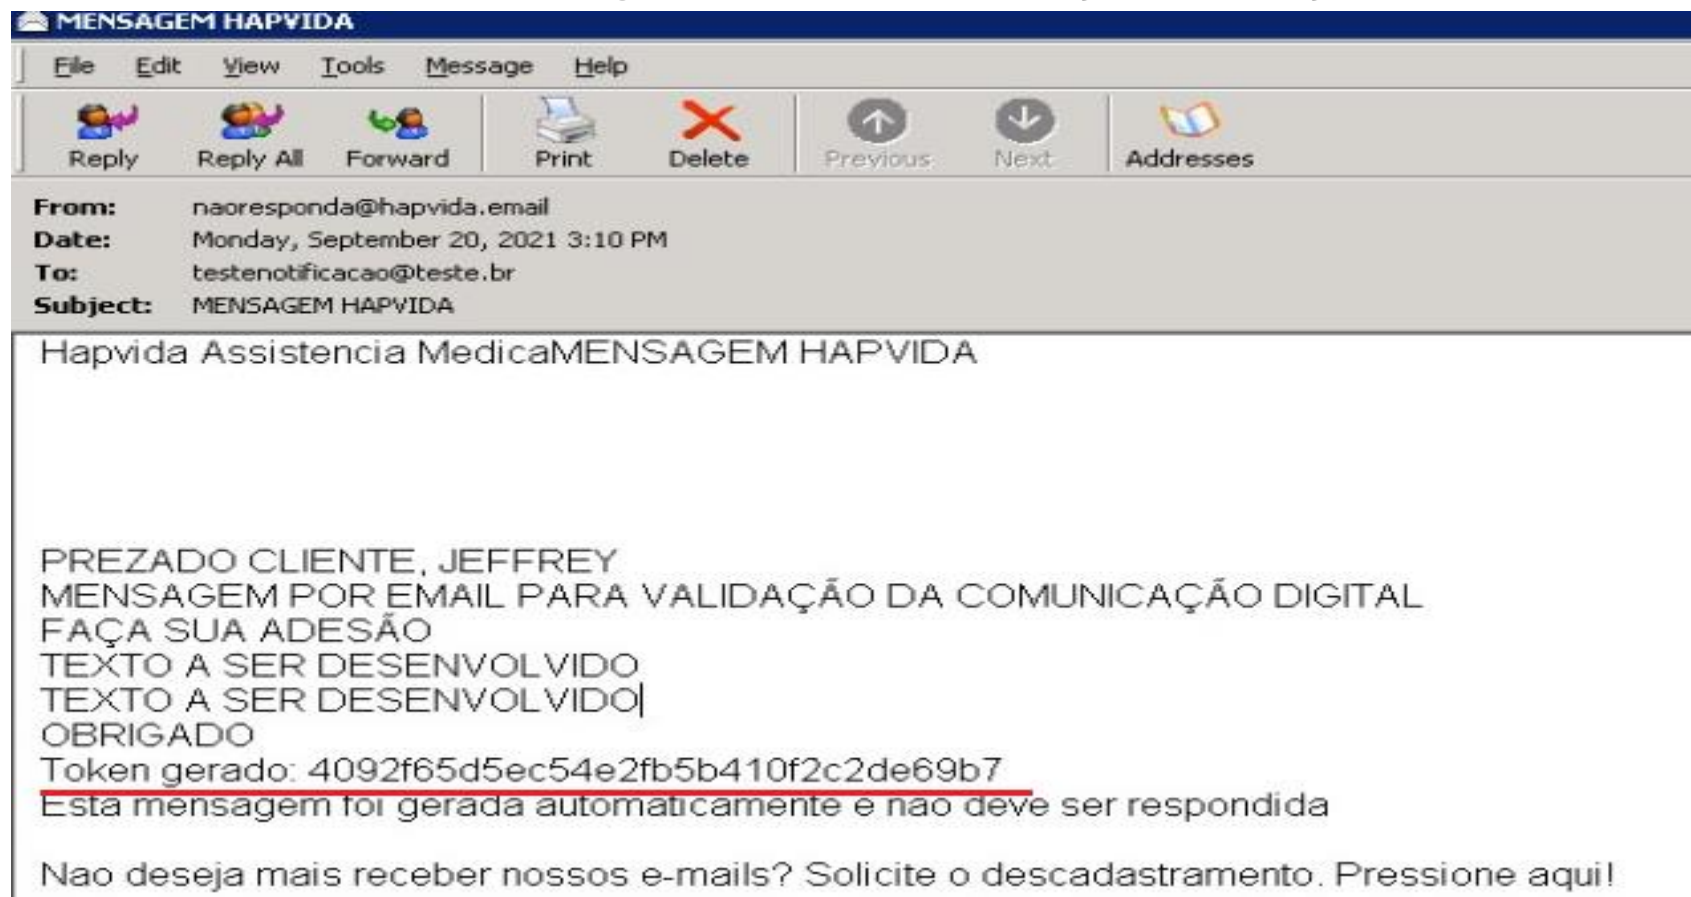 MENSAGEM HAPVIDA
File Edit View Tools Message Help
Reply Reply All Forward Print Delete Previous Next Addresses
From: naoresponda@hapvida.email
Date: Monday, September 20, 2021 3:10 PM
To: testenotificacao@teste.br
Subject: MENSAGEM HAPVIDA
Hapvida Assistencia MedicaMENSAGEM HAPVIDA
PREZADO CLIENTE, JEFFREY
MENSAGEM POR EMAIL PARA VALIDAÇÃO DA COMUNICAÇÃO DIGITAL
FAÇA SUA ADESÃO
TEXTO A SER DESENVOLVIDO
TEXTO A SER DESENVOLVIDO
OBRIGADO
Token gerado: 4092f65d5ec54e2fb5b410f2c2de69b7
Esta mensagem foi gerada automaticamente e nao deve ser respondida
Nao deseja mais receber nossos e-mails? Solicite o descadastramento. Pressione aqui!